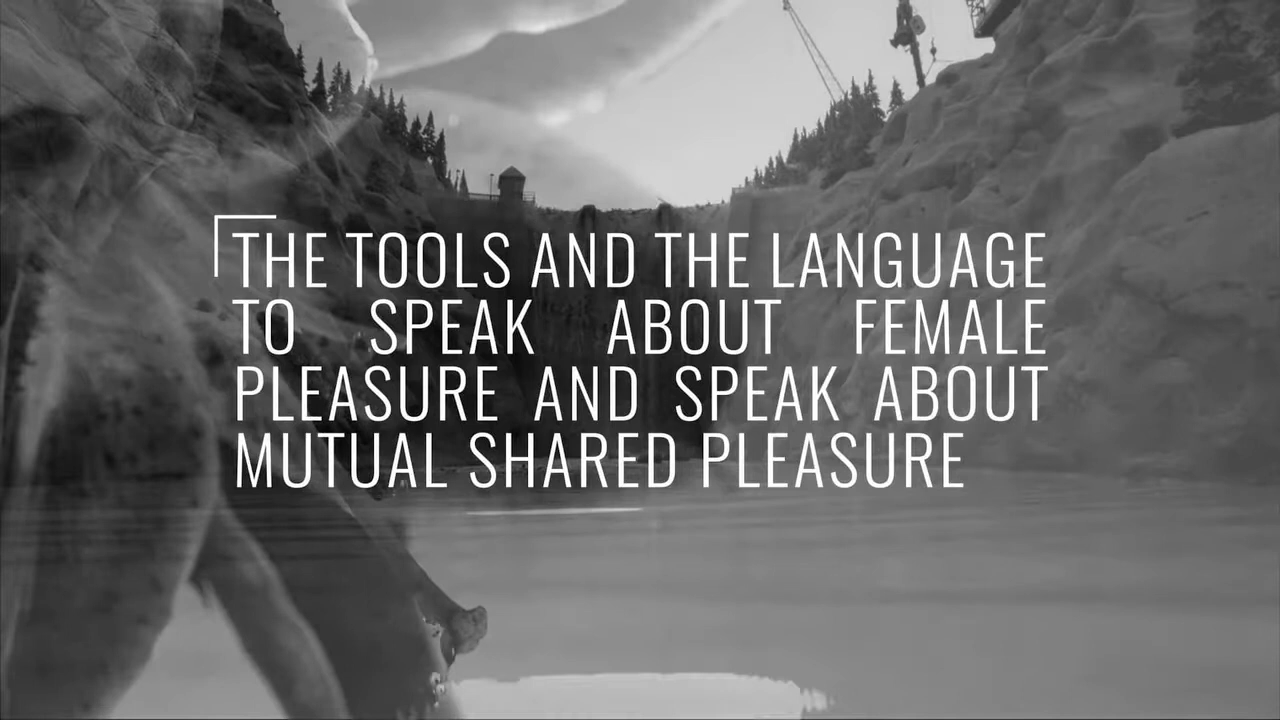 THE TOOLS AND THE LANGUAGE
TO SPEAK ABOUT FEMALE
PLEASURE AND SPEAK ABOUT
MUTUAL SHARED PLEASURE